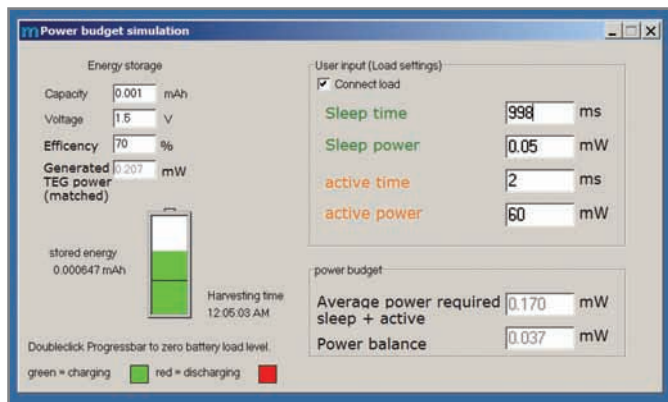 Power budget simulation
Energy storage
Capacity 0.001 mAh
Voltage 1.5 V
Efficency 70 %
Generated 0.207 mW
TEG power
(matched)
stored energy
0.000647 mAh
Harvesting time
12:05:03 AM
Doubleclick Progressbar to zero battery load level.
green = charging red = discharging
User input (Load settings)
Connect load
Sleep time 998 ms
Sleep power 0.05 mW
active time 2 ms
active power 60 mW
power budget
Average power required 0.170 mW
sleep + active
Power balance 0.037 mW